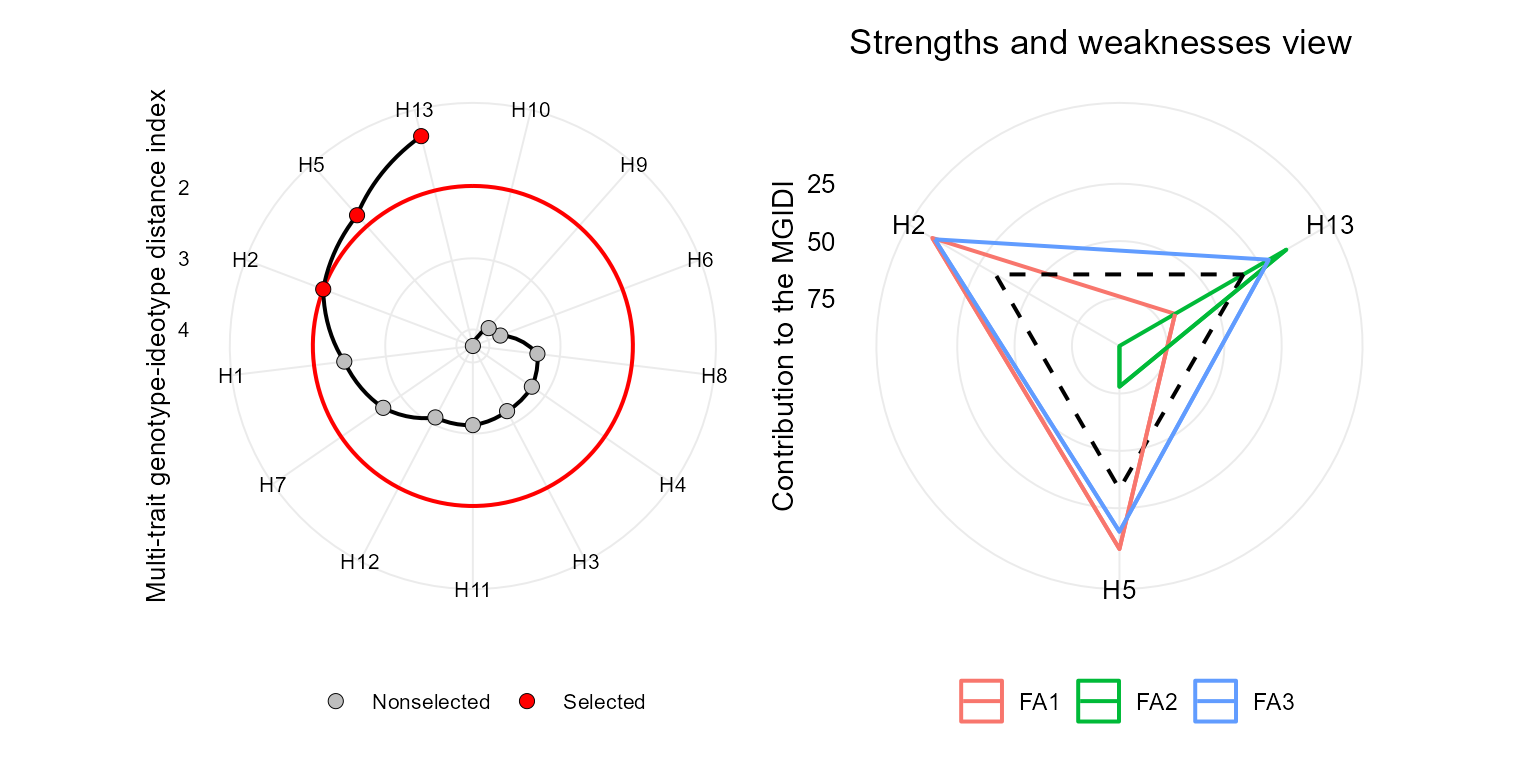 Strengths and weaknesses view
Multi-trait genotype-ideotype distance index
2
3
4
H13
H10
H5
H9
H2
H6
H1
H8
H7
H4
H12
H3
H11
Nonselected
Selected
Contribution to the MGIDI
25
50
75
H2
H13
H5
FA1
FA2
FA3